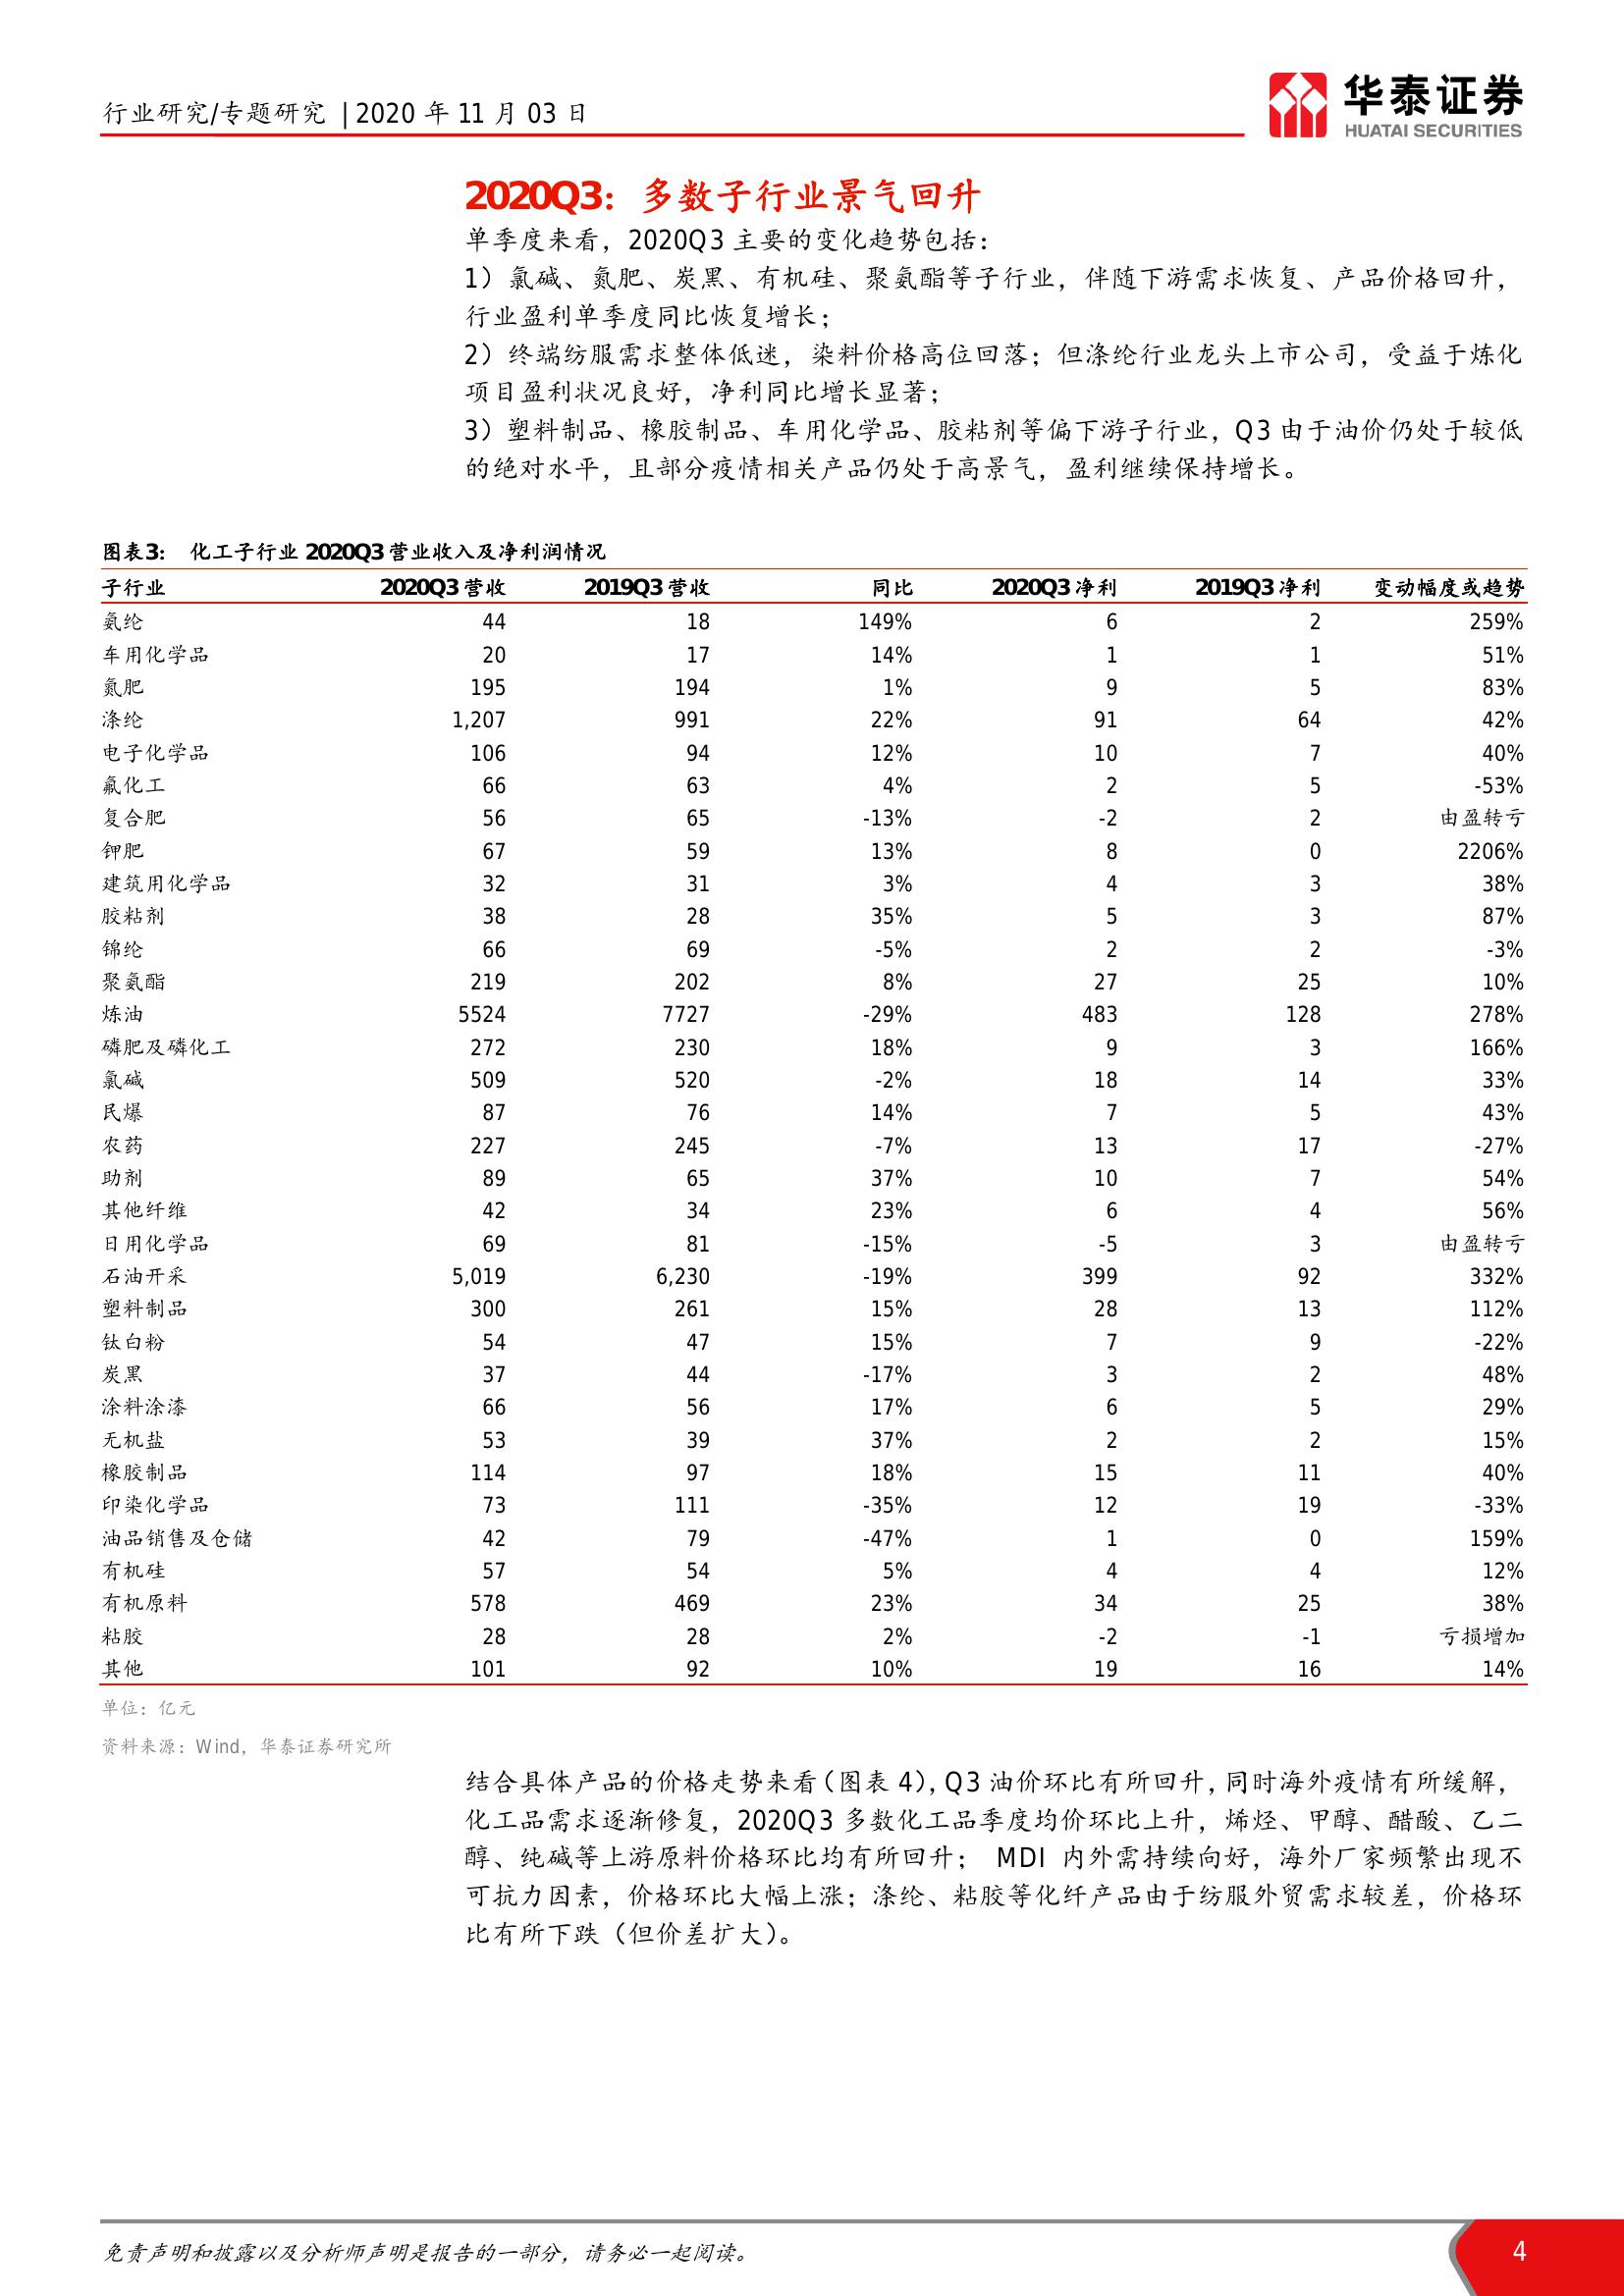 行业研究/专题研究 | 2020 年 11 月 03 日
华泰证券
HUATAI SECURITIES
2020Q3：多数子行业景气回升
单季度来看，2020Q3 主要的变化趋势包括：
1）氯碱、氮肥、炭黑、有机硅、聚氨酯等子行业，伴随下游需求恢复、产品价格回升，
行业盈利单季度同比恢复增长；
2）终端纺服需求整体低迷，染料价格高位回落；但涤纶行业龙头上市公司，受益于炼化
项目盈利状况良好，净利同比增长显著；
3）塑料制品、橡胶制品、车用化学品、胶粘剂等偏下游子行业，Q3 由于油价仍处于较低
的绝对水平，且部分疫情相关产品仍处于高景气，盈利继续保持增长。
图表3： 化工子行业 2020Q3 营业收入及净利润情况
子行业 2020Q3 营收 2019Q3 营收 同比 2020Q3 净利 2019Q3 净利 变动幅度或趋势
氨纶 44 18 149% 6 2 259%
车用化学品 20 17 14% 1 1 51%
氮肥 195 194 1% 9 5 83%
涤纶 1,207 991 22% 91 64 42%
电子化学品 106 94 12% 10 7 40%
氟化工 66 63 4% 2 5 -53%
复合肥 56 65 -13% -2 2 由盈转亏
钾肥 67 59 13% 8 0 2206%
建筑用化学品 32 31 3% 4 3 38%
胶粘剂 38 28 35% 5 3 87%
锦纶 66 69 -5% 2 2 -3%
聚氨酯 219 202 8% 27 25 10%
炼油 5524 7727 -29% 483 128 278%
磷肥及磷化工 272 230 18% 9 3 166%
氯碱 509 520 -2% 18 14 33%
民爆 87 76 14% 7 5 43%
农药 227 245 -7% 13 17 -27%
助剂 89 65 37% 10 7 54%
其他纤维 42 34 23% 6 4 56%
日用化学品 69 81 -15% -5 3 由盈转亏
石油开采 5,019 6,230 -19% 399 92 332%
塑料制品 300 261 15% 28 13 112%
钛白粉 54 47 15% 7 9 -22%
炭黑 37 44 -17% 3 2 48%
涂料涂漆 66 56 17% 6 5 29%
无机盐 53 39 37% 2 2 15%
橡胶制品 114 97 18% 15 11 40%
印染化学品 73 111 -35% 12 19 -33%
油品销售及仓储 42 79 -47% 1 0 159%
有机硅 57 54 5% 4 4 12%
有机原料 578 469 23% 34 25 38%
粘胶 28 28 2% -2 -1 亏损增加
其他 101 92 10% 19 16 14%
单位：亿元
资料来源：Wind，华泰证券研究所
结合具体产品的价格走势来看（图表 4），Q3 油价环比有所回升，同时海外疫情有所缓解，
化工品需求逐渐修复，2020Q3 多数化工品季度均价环比上升，烯烃、甲醇、醋酸、乙二
醇、纯碱等上游原料价格环比均有所回升； MDI 内外需持续向好，海外厂家频繁出现不
可抗力因素，价格环比大幅上涨；涤纶、粘胶等化纤产品由于纺服外贸需求较差，价格环
比有所下跌（但价差扩大）。
免责声明和披露以及分析师声明是报告的一部分，请务必一起阅读。 4